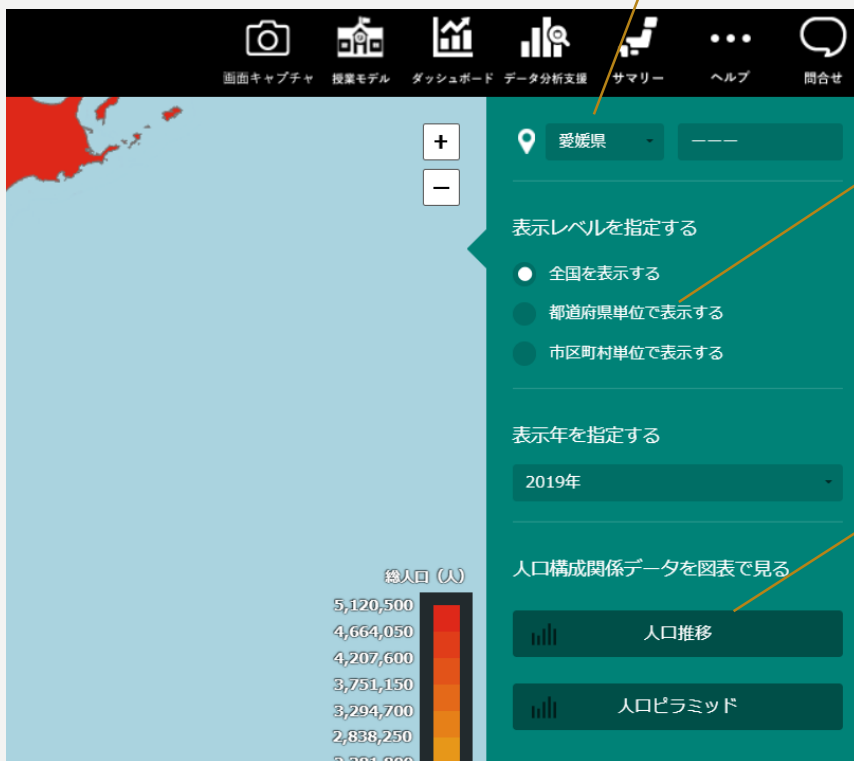 画面キャプチャ 授業モデル ダッシュボード データ分析支援 サマリー ヘルプ 問合せ
愛媛県 ーーー
表示レベルを指定する
全国を表示する
都道府県単位で表示する
市区町村単位で表示する
表示年を指定する
2019年
人口構成関係データを図表で見る
人口推移
人口ピラミッド
+
−
総人口（人）
5,120,500
4,664,050
4,207,600
3,751,150
3,294,700
2,838,250